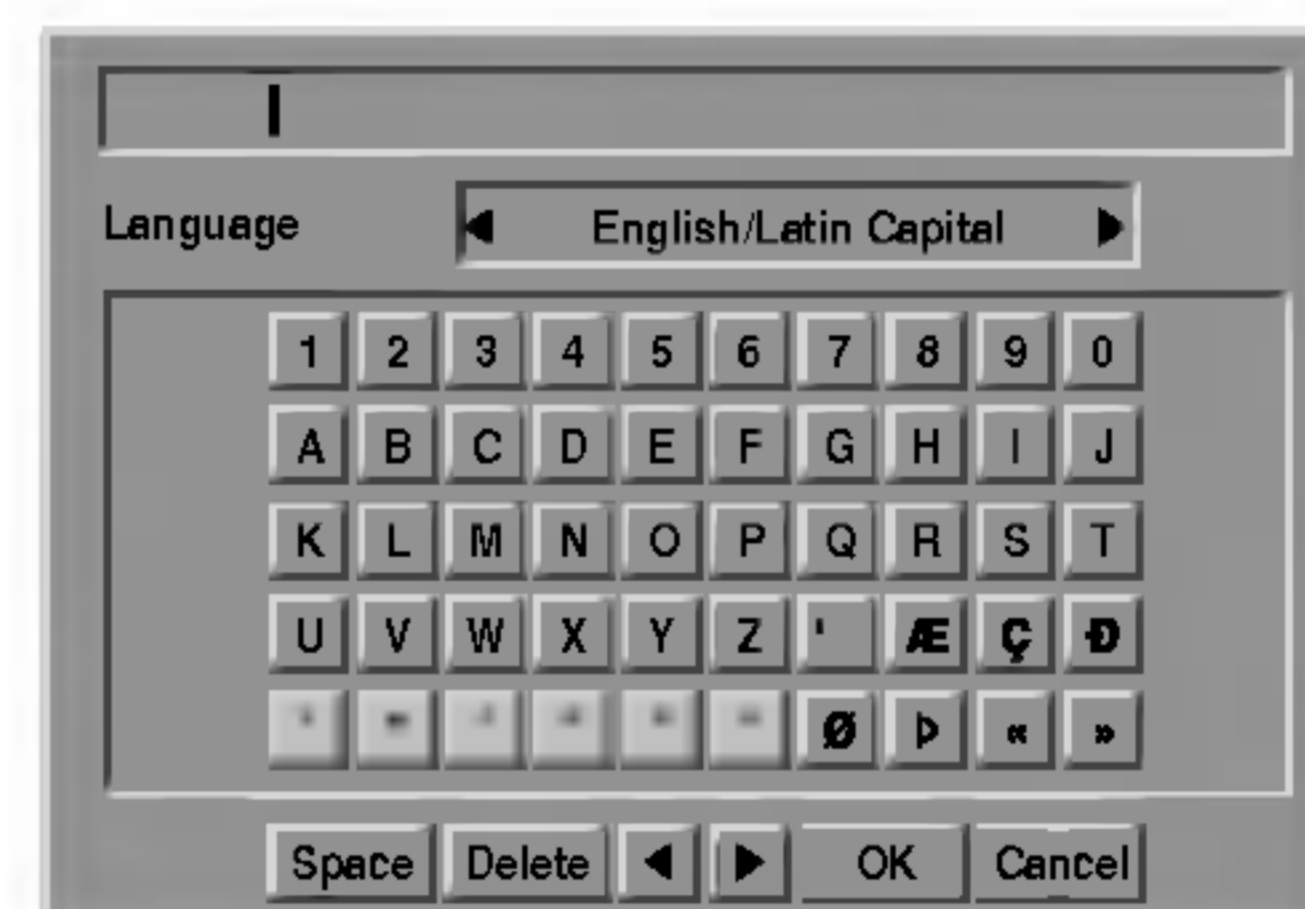 Language ◀ English/Latin Capital ▶
1 2 3 4 5 6 7 8 9 0
A B C D E F G H I J
K L M N O P Q R S T
U V W X Y Z ' Æ Ç Ð
Ø Þ « »
Space Delete ◀ ▶ OK Cancel